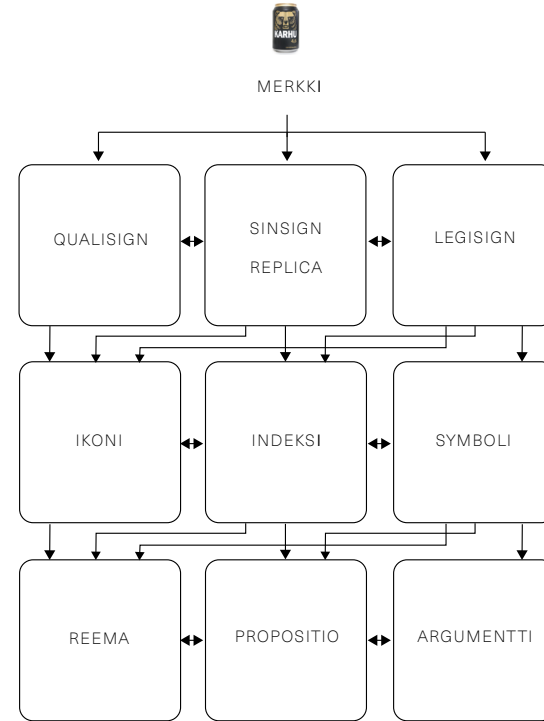 KARHU
MERKKI
QUALISIGN
SINSIGN
REPLICA
LEGISIGN
IKONI
INDEKSI
SYMBOLI
REEMA
PROPOSITIO
ARGUMENTTI